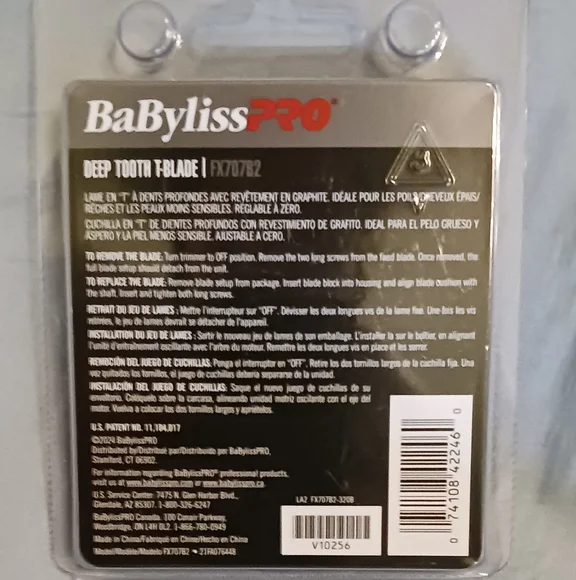 BaBylissPRO®
DEEP TOOTH T-BLADE | FX707B2
LAME EN "T" À DENTS PROFONDES AVEC REVÊTEMENT EN GRAPHITE. IDÉALE POUR LES POILS/CHEVEUX ÉPAIS/
RÊCHES ET LES PEAUX MOINS SENSIBLES. RÉGLABLE À ZERO.
CUCHILLA EN "T" DE DIENTES PROFUNDOS CON REVESTIMIENTO DE GRAFITO. IDEAL PARA EL PELO GRUESO Y
ÁSPERO Y LA PIEL MENOS SENSIBLE. AJUSTABLE A CERO.
TO REMOVE THE BLADE: Turn trimmer to OFF position. Remove the two long screws from the fixed blade. Once removed, the
full blade setup should detach from the unit.
TO REPLACE THE BLADE: Remove blade setup from package. Insert blade block into housing and align blade cushion with
the shaft. Insert and tighten both long screws.
RETRAIT DU JEU DE LAMES : Mettre l'interrupteur sur "OFF". Dévisser les deux longues vis de la lame fixe. Une fois les vis
retirées, le jeu de lames devrait se détacher de l'appareil.
INSTALLATION DU JEU DE LAMES : Sortir le nouveau jeu de lames de son emballage. L'installer sur le boîtier, en alignant
l'unité d'entraînement oscillante avec l'arbre du moteur. Remettre les deux longues vis en place et les serrer.
REMOCIÓN DEL JUEGO DE CUCHILLAS: Ponga el interruptor en "OFF". Retire los dos tornillos largos de la cuchilla fija. Una
vez quitados los tornillos, el juego de cuchillas debería separarse de la unidad.
INSTALACIÓN DEL JUEGO DE CUCHILLAS: Saque el nuevo juego de cuchillas de su
envoltorio. Colóquelo sobre la carcasa, alineando unidad matriz oscilante con el eje del
motor. Vuelva a colocar los dos tornillos largos y apriételos.
U.S. PATENT NO. 11,104,017
©2024 BaBylissPRO
Distributed by/Distribué par/Distribuido por BaBylissPRO,
Stamford, CT 06902.
For information regarding BaBylissPRO® professional products,
visit us at www.babylisspro.com or www.babylisspro.ca.
U.S. Service Center: 7475 N. Glen Harbor Blvd.,
Glendale, AZ 85307. 1-800-326-6247
BaBylissPRO Canada. 100 Conair Parkway,
Woodbridge, ON L4H 0L2. 1-866-780-0949
Made in China/Fabriqué en Chine/Hecho en China
Model/Modèle/Modelo FX707B2 • 21FA076448
LA2 FX707B2-320B
V10256
0 74108 42246 0